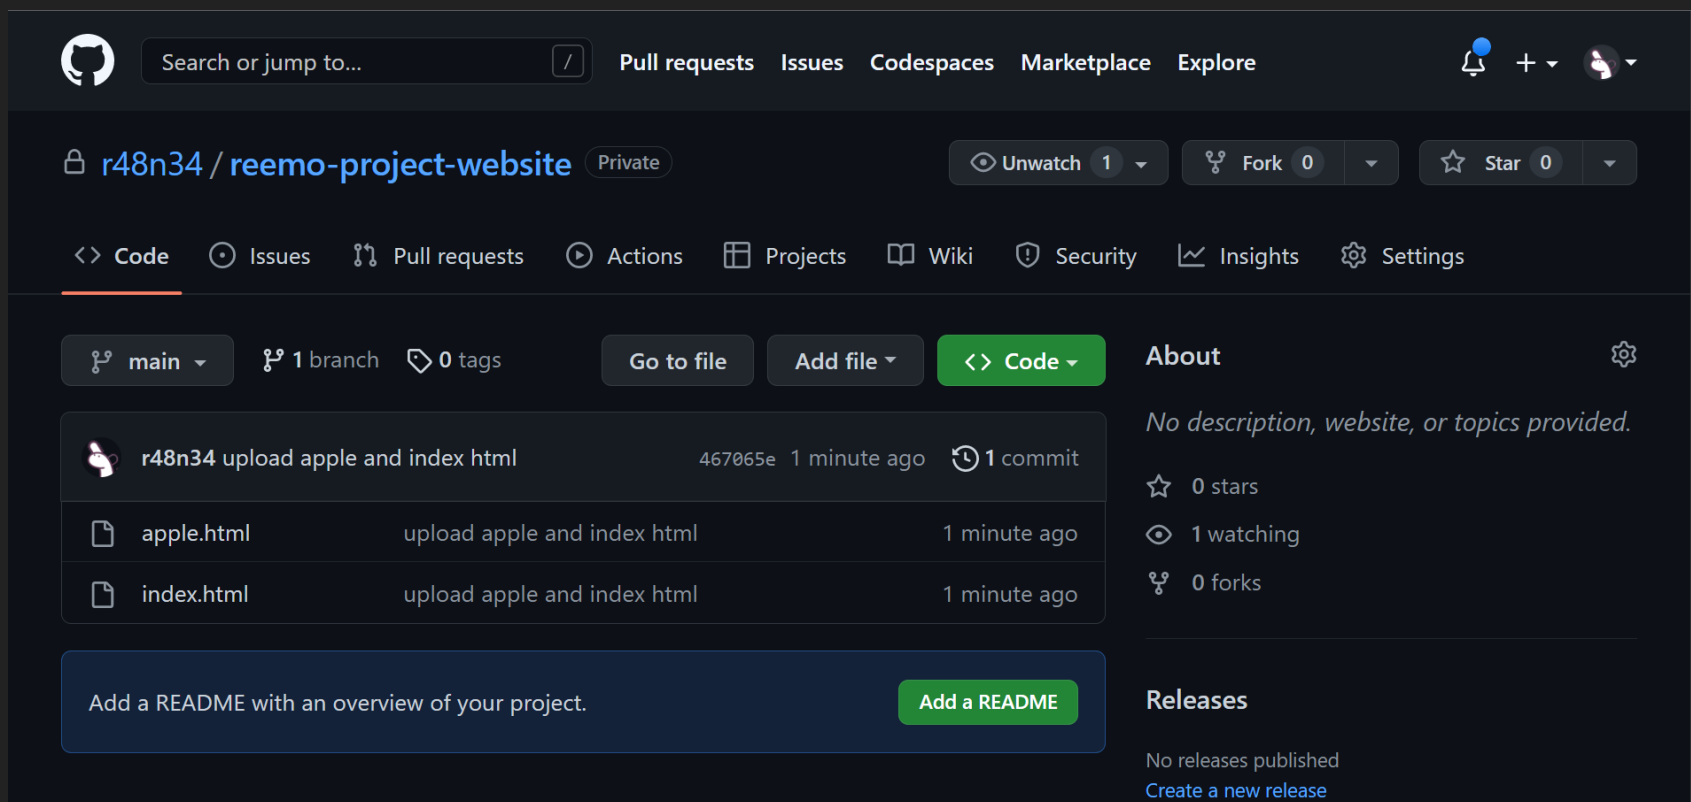 Search or jump to... /
Pull requests Issues Codespaces Marketplace Explore
r48n34 / reemo-project-website Private
Unwatch 1 Fork 0 Star 0
Code Issues Pull requests Actions Projects Wiki Security Insights Settings
main 1 branch 0 tags Go to file Add file Code
r48n34 upload apple and index html 467065e 1 minute ago 1 commit
apple.html upload apple and index html 1 minute ago
index.html upload apple and index html 1 minute ago
Add a README with an overview of your project. Add a README
About
No description, website, or topics provided.
0 stars
1 watching
0 forks
Releases
No releases published
Create a new release